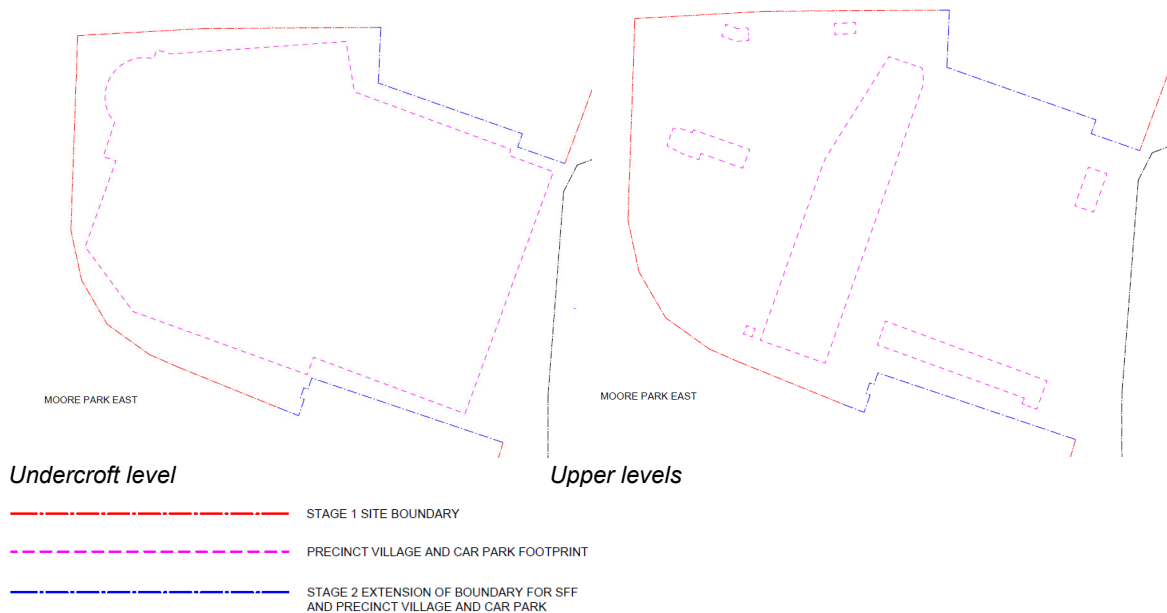 MOORE PARK EAST
MOORE PARK EAST
Undercroft level
Upper levels
STAGE 1 SITE BOUNDARY
PRECINCT VILLAGE AND CAR PARK FOOTPRINT
STAGE 2 EXTENSION OF BOUNDARY FOR SFF
AND PRECINCT VILLAGE AND CAR PARK